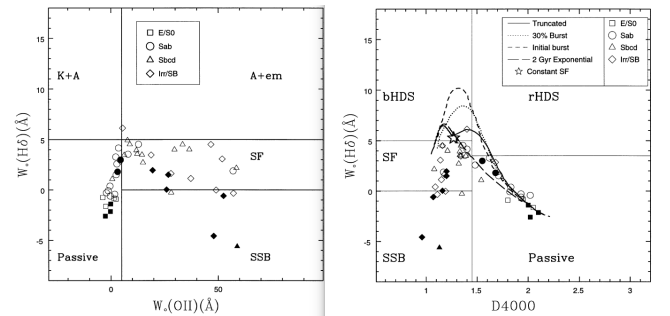 15
10
5
0
-5
W₀(Hδ)(Å)
K+A
A+em
E/S0
Sab
Sbcd
Irr/SB
SF
Passive
SSB
0
50
W₀(OII)(Å)
Truncated
30% Burst
Initial burst
2 Gyr Exponential
Constant SF
E/S0
Sab
Sbcd
Irr/SB
15
10
5
0
-5
W₀(Hδ)(Å)
bHDS
rHDS
SF
SSB
Passive
1
1.5
2
2.5
3
D4000